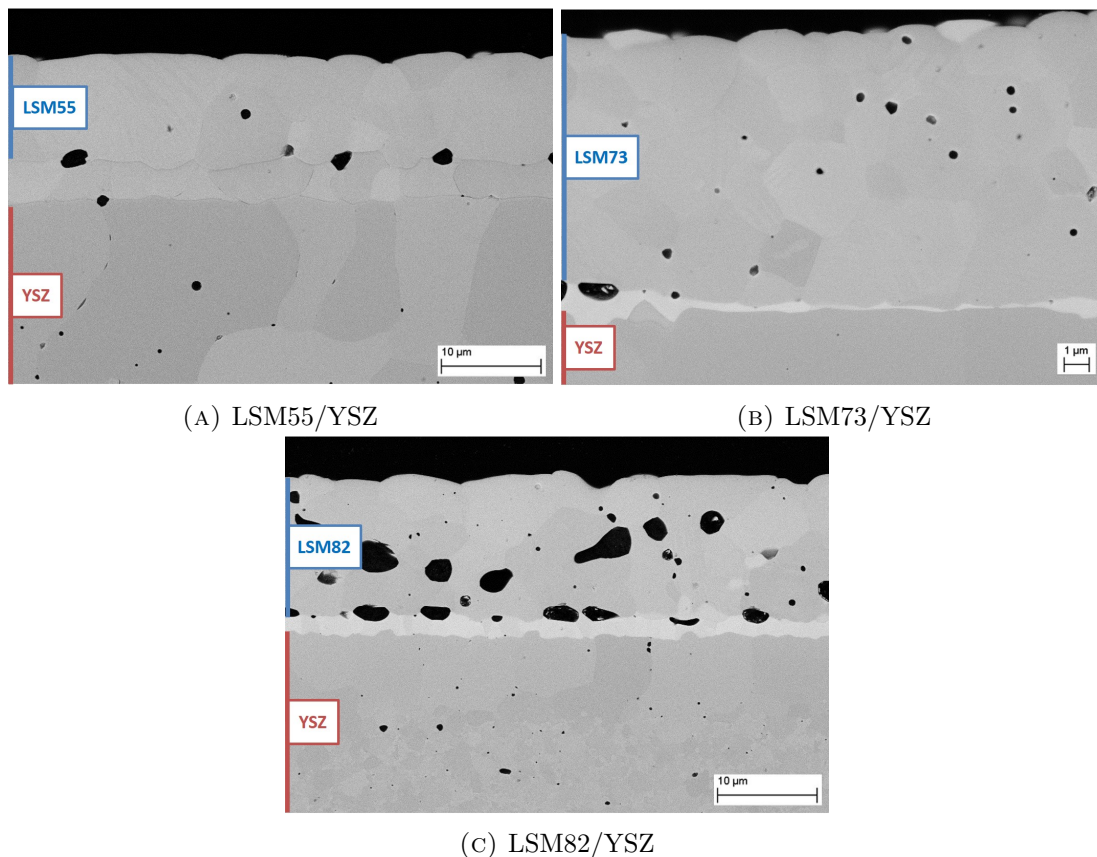 LSM55
YSZ
10 µm
(A) LSM55/YSZ
LSM73
YSZ
1 µm
(B) LSM73/YSZ
LSM82
YSZ
10 µm
(C) LSM82/YSZ